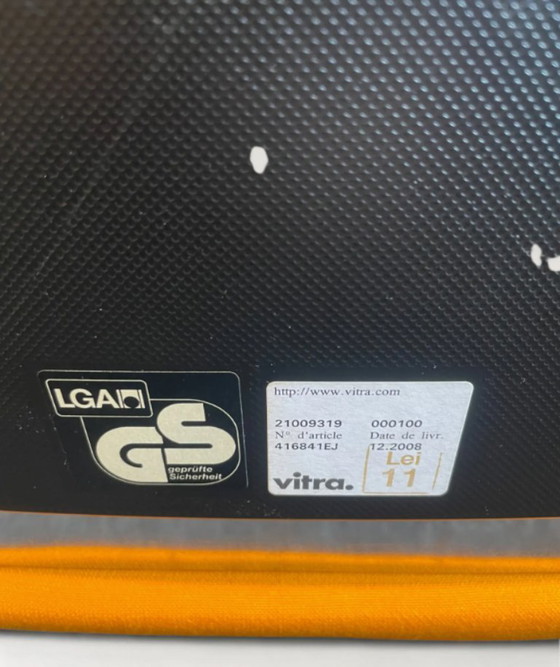 LGA
GS
geprüfte
Sicherheit
http://www.vitra.com
21009319 000100
N° d'article Date de livr.
416841EJ 12.2008
vitra. Lei
11